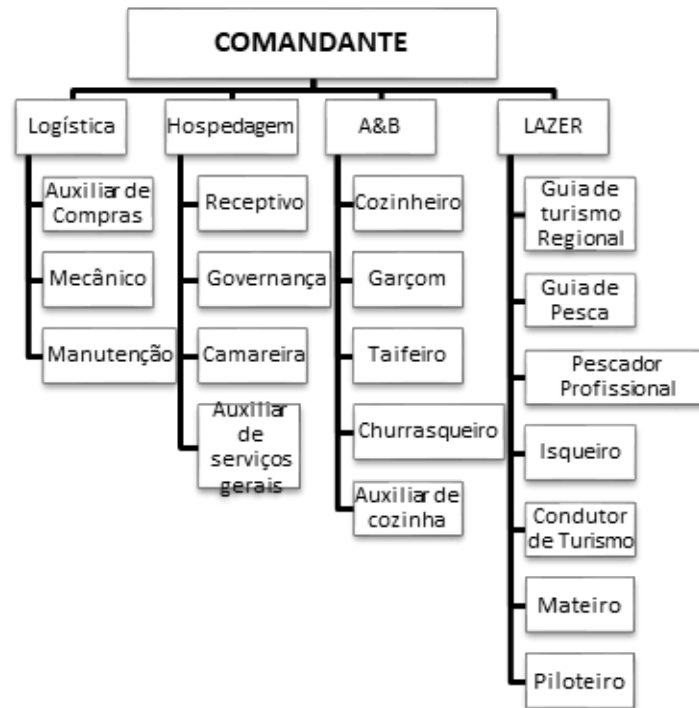 COMANDANTE
Logística
Auxiliar de
Compras
Mecânico
Manutenção
Hospedagem
Receptivo
Governança
Camareira
Auxiliar
de
serviços
gerais
A&B
Cozinheiro
Garçom
Taifeiro
Churrasqueiro
Auxiliar de
cozinha
LAZER
Guia de
turismo
Regional
Guia de
Pesca
Pescador
Profissional
Isqueiro
Condutor
de Turismo
Mateiro
Piloteiro